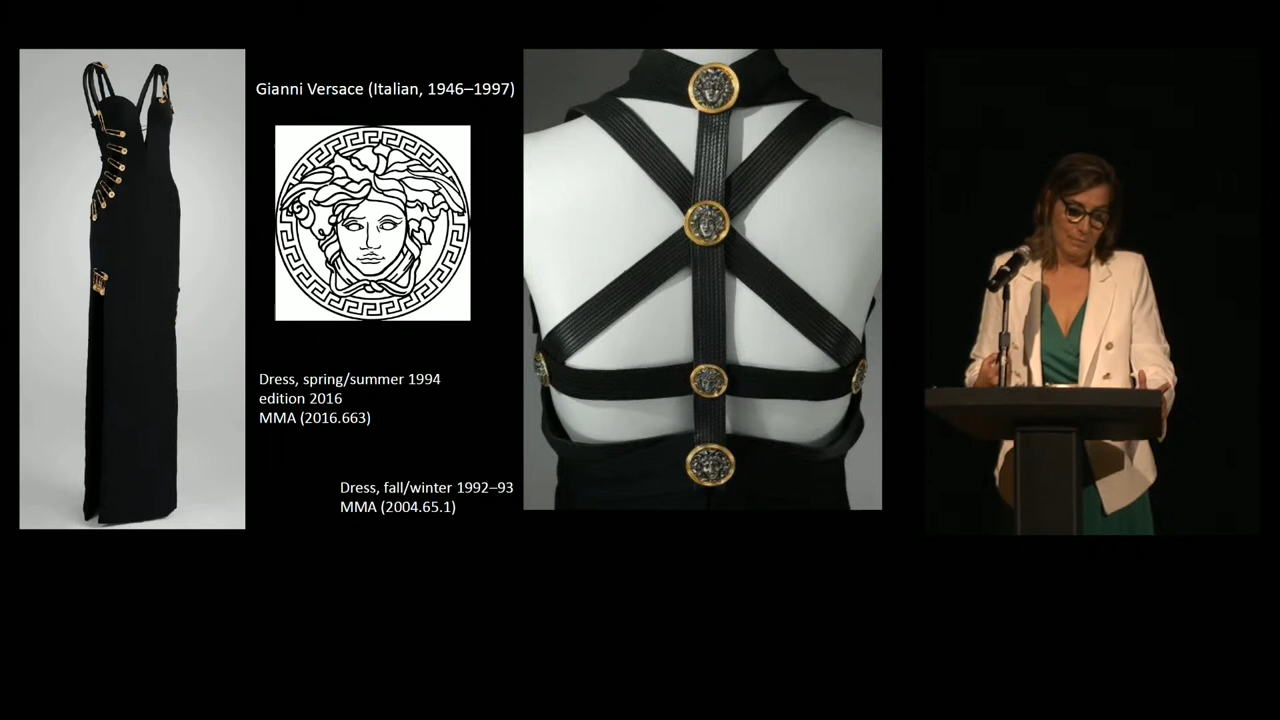 Gianni Versace (Italian, 1946–1997)
Dress, spring/summer 1994
edition 2016
MMA (2016.663)
Dress, fall/winter 1992–93
MMA (2004.65.1)